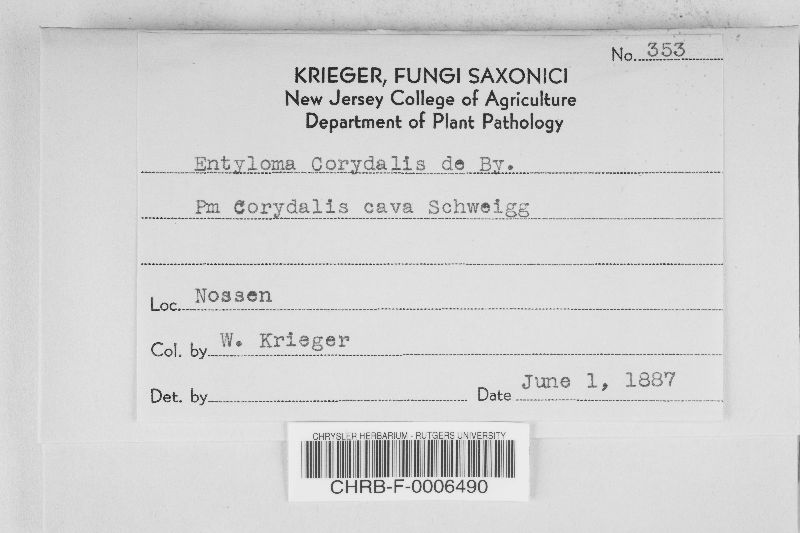 No. 353
KRIEGER, FUNGI SAXONICI
New Jersey College of Agriculture
Department of Plant Pathology
Entyloma Corydalis de By.
Pm Corydalis cava Schweigg
Loc. Nossen
Col. by W. Krieger
Det. by
Date June 1, 1887
CHRYSLER HERBARIUM - RUTGERS UNIVERSITY
CHRB-F-0006490